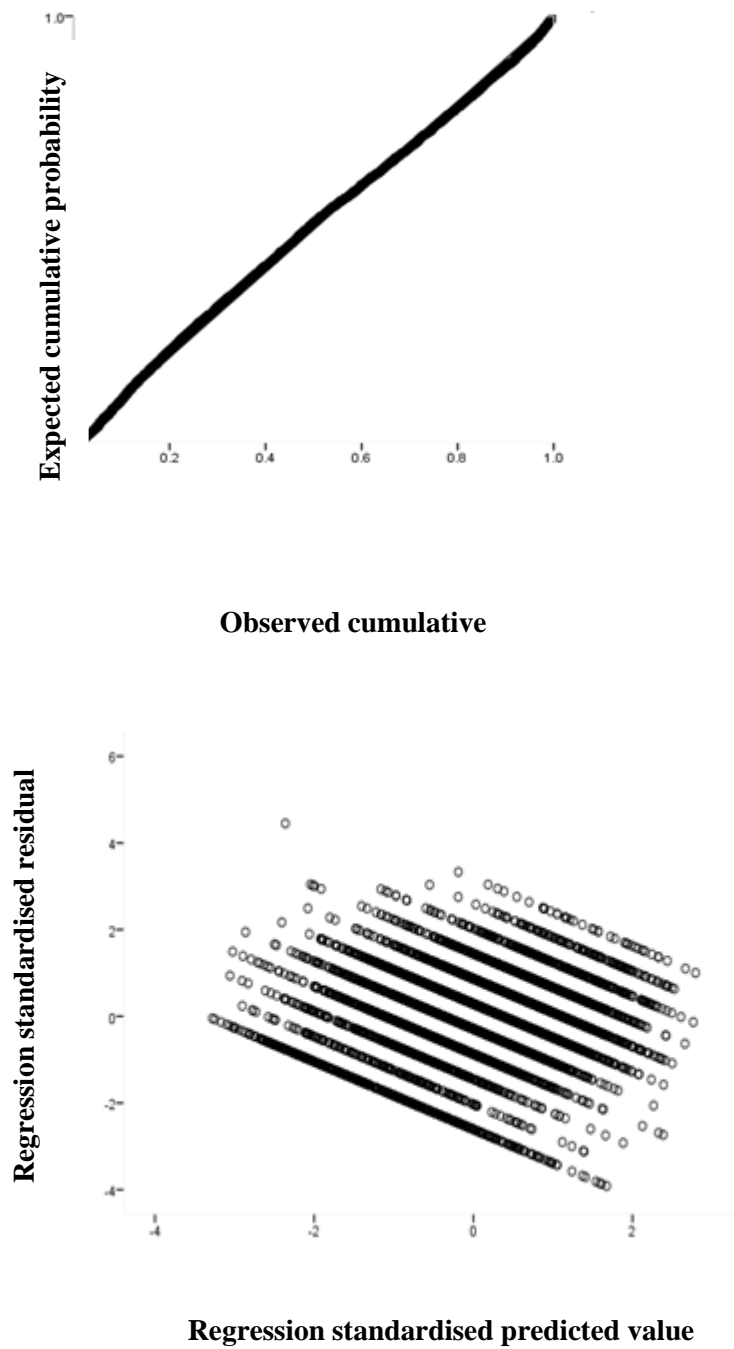 1.0
Expected cumulative probability
0.2 0.4 0.6 0.8 1.0
Observed cumulative
Regression standardised residual
6
4
2
0
-2
-4
-4 -2 0 2
Regression standardised predicted value